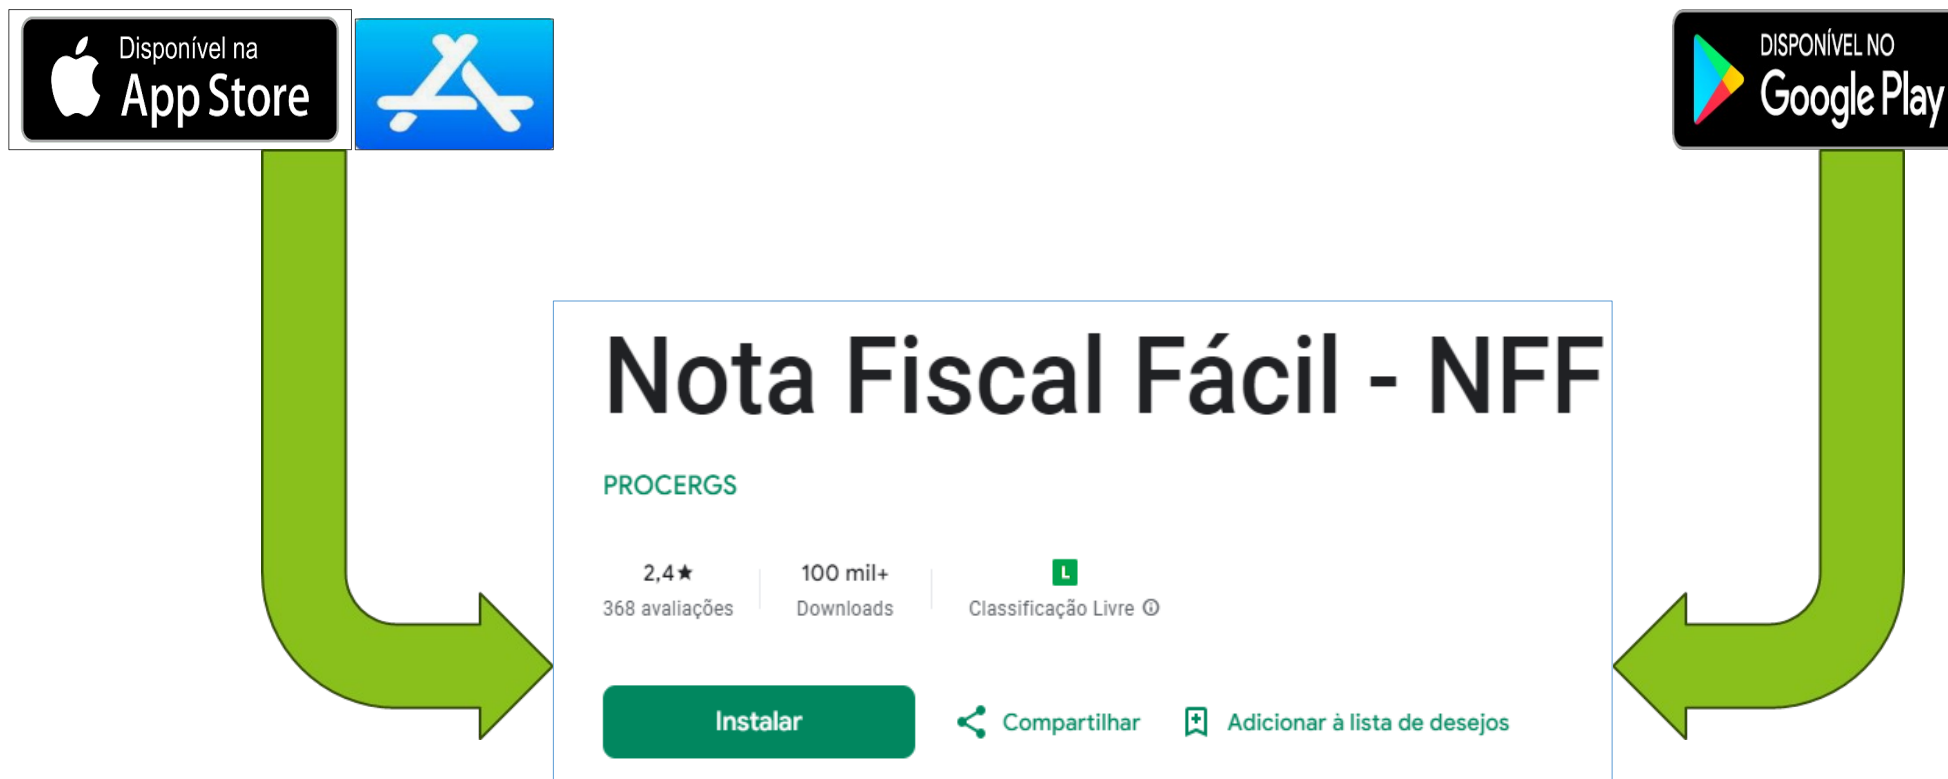 Disponível na
App Store
DISPONÍVEL NO
Google Play
Nota Fiscal Fácil - NFF
PROCERGS
2,4★
368 avaliações
100 mil+
Downloads
L
Classificação Livre
Instalar
Compartilhar
Adicionar à lista de desejos